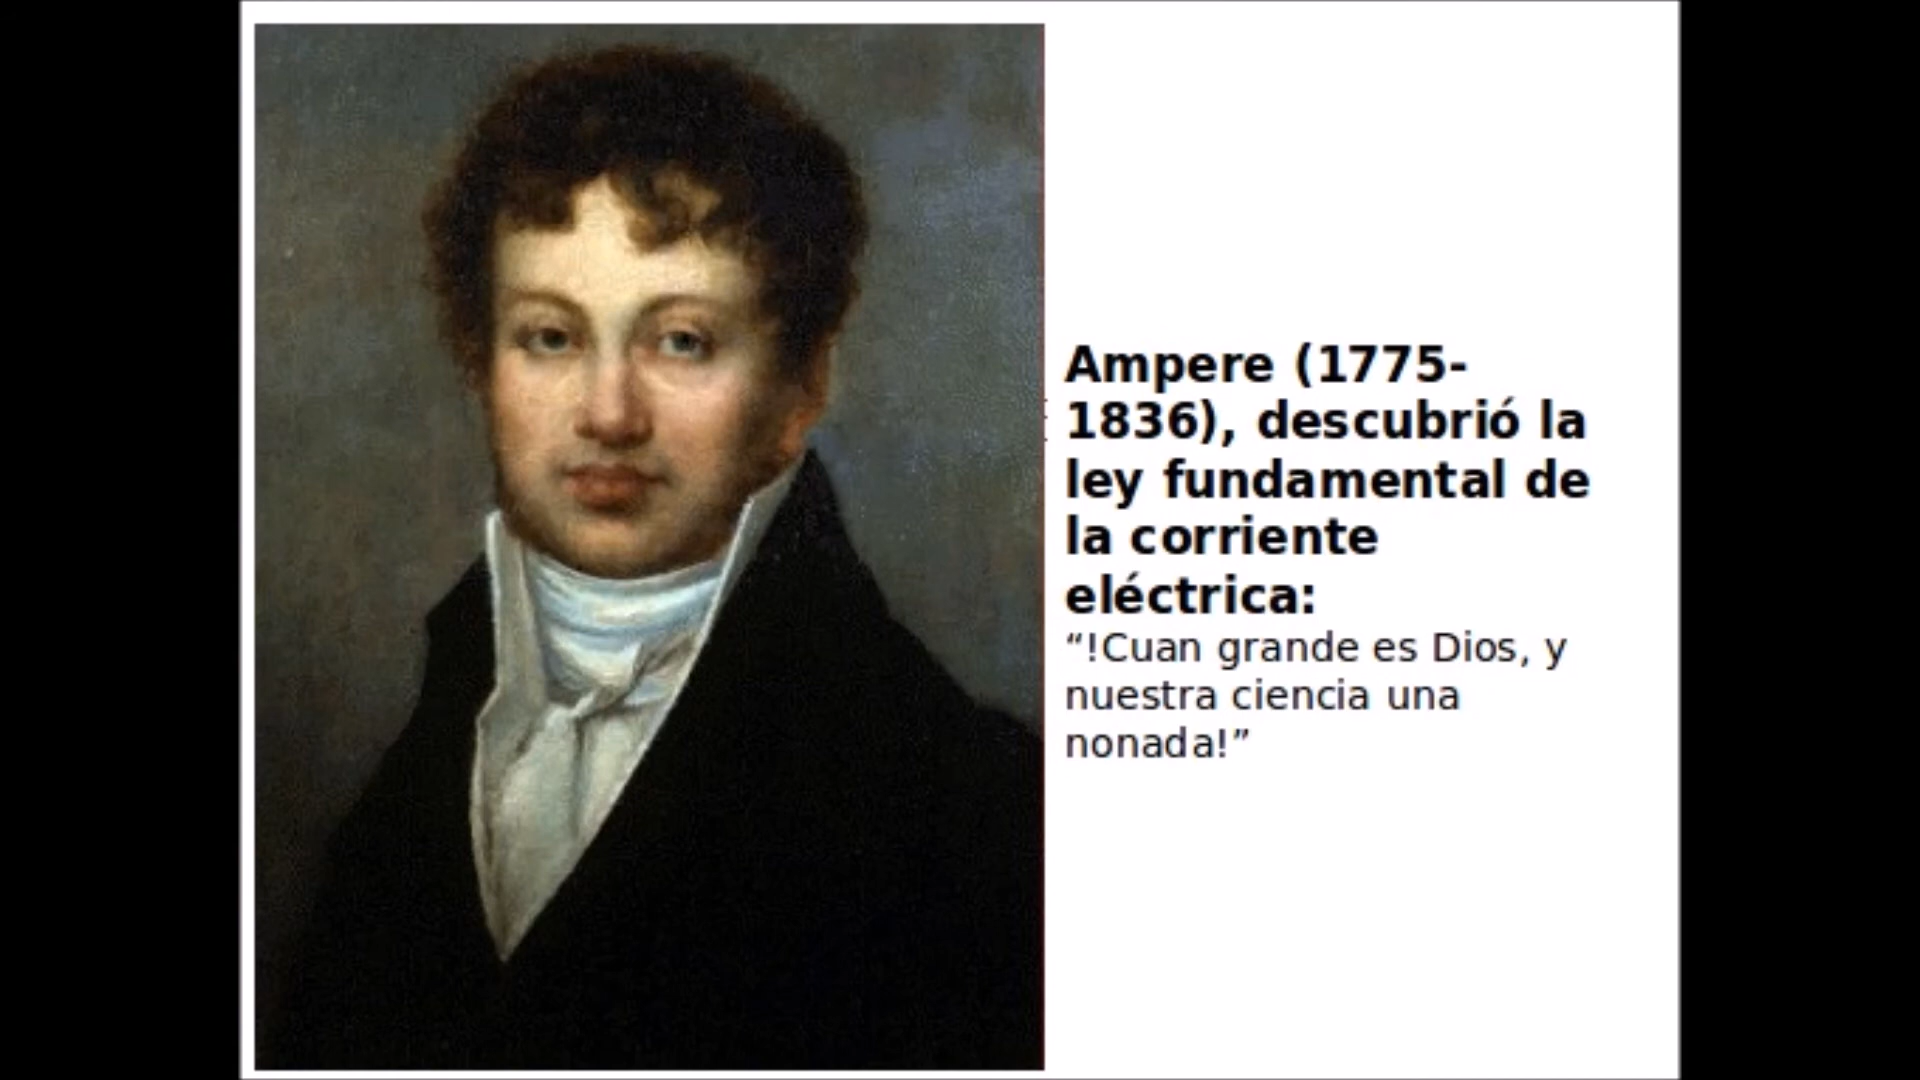 Ampere (1775-
1836), descubrió la
ley fundamental de
la corriente
eléctrica:
“!Cuan grande es Dios, y
nuestra ciencia una
nonada!”